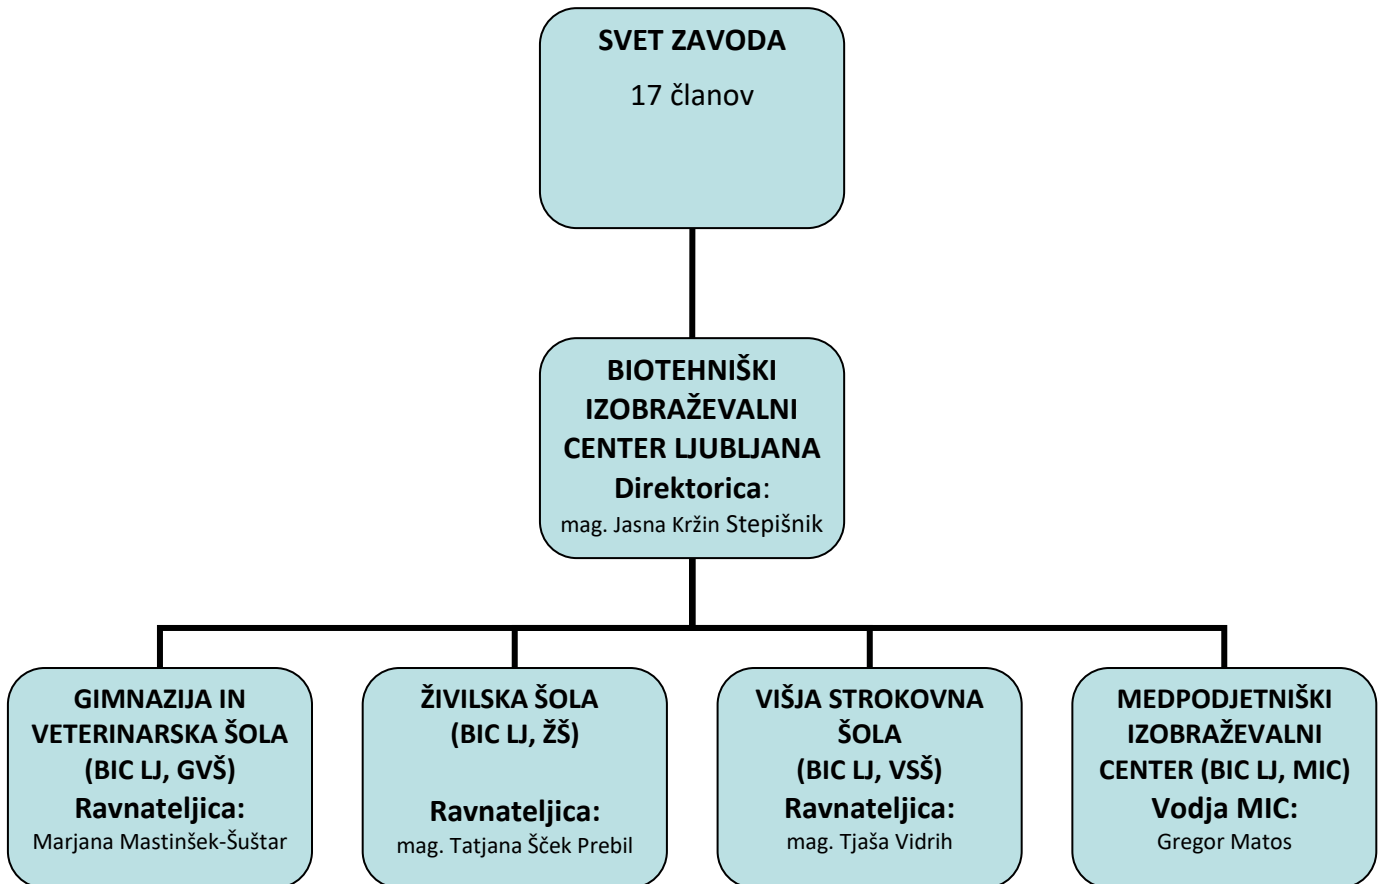 SVET ZAVODA
17 članov
BIOTEHNIŠKI
IZOBRAŽEVALNI
CENTER LJUBLJANA
Direktorica:
mag. Jasna Kržin Stepišnik
GIMNAZIJA IN
VETERINARSKA ŠOLA
(BIC LJ, GVŠ)
Ravnateljica:
Marjana Mastinšek-Šuštar
ŽIVILSKA ŠOLA
(BIC LJ, ŽŠ)
Ravnateljica:
mag. Tatjana Šček Prebil
VIŠJA STROKOVNA
ŠOLA
(BIC LJ, VSŠ)
Ravnateljica:
mag. Tjaša Vidrih
MEDPODJETNIŠKI
IZOBRAŽEVALNI
CENTER (BIC LJ, MIC)
Vodja MIC:
Gregor Matos